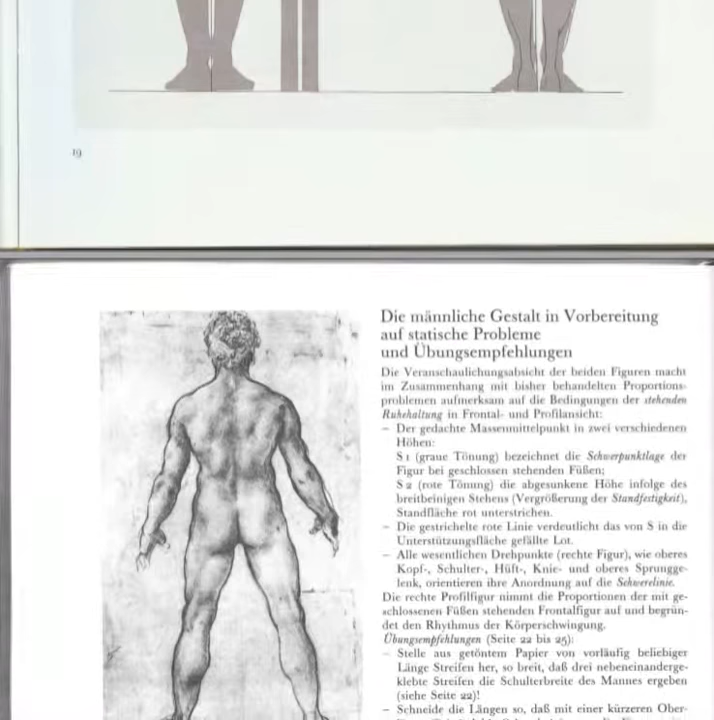 19
Die männliche Gestalt in Vorbereitung
auf statische Probleme
und Übungsempfehlungen
Die Veranschaulichungsabsicht der beiden Figuren macht
im Zusammenhang mit bisher behandelten Proportions-
problemen aufmerksam auf die Bedingungen der stehenden
Ruhehaltung in Frontal- und Profilansicht:
– Der gedachte Massenmittelpunkt in zwei verschiedenen
Höhen:
S 1 (graue Tönung) bezeichnet die Schwerpunktlage der
Figur bei geschlossen stehenden Füßen;
S 2 (rote Tönung) die abgesunkene Höhe infolge des
breitbeinigen Stehens (Vergrößerung der Standfestigkeit),
Standfläche rot unterstrichen.
– Die gestrichelte rote Linie verdeutlicht das von S in die
Unterstützungsfläche gefällte Lot.
– Alle wesentlichen Drehpunkte (rechte Figur), wie oberes
Kopf-, Schulter-, Hüft-, Knie- und oberes Sprungge-
lenk, orientieren ihre Anordnung auf die Schwerelinie.
Die rechte Profilfigur nimmt die Proportionen der mit ge-
schlossenen Füßen stehenden Frontalfigur auf und begrün-
det den Rhythmus der Körperschwingung.
Übungsempfehlungen (Seite 22 bis 25):
– Stelle aus getöntem Papier von vorläufig beliebiger
Länge Streifen her, so breit, daß drei nebeneinanderge-
klebte Streifen die Schulterbreite des Mannes ergeben
(siehe Seite 22)!
– Schneide die Längen so, daß mit einer kürzeren Ober-